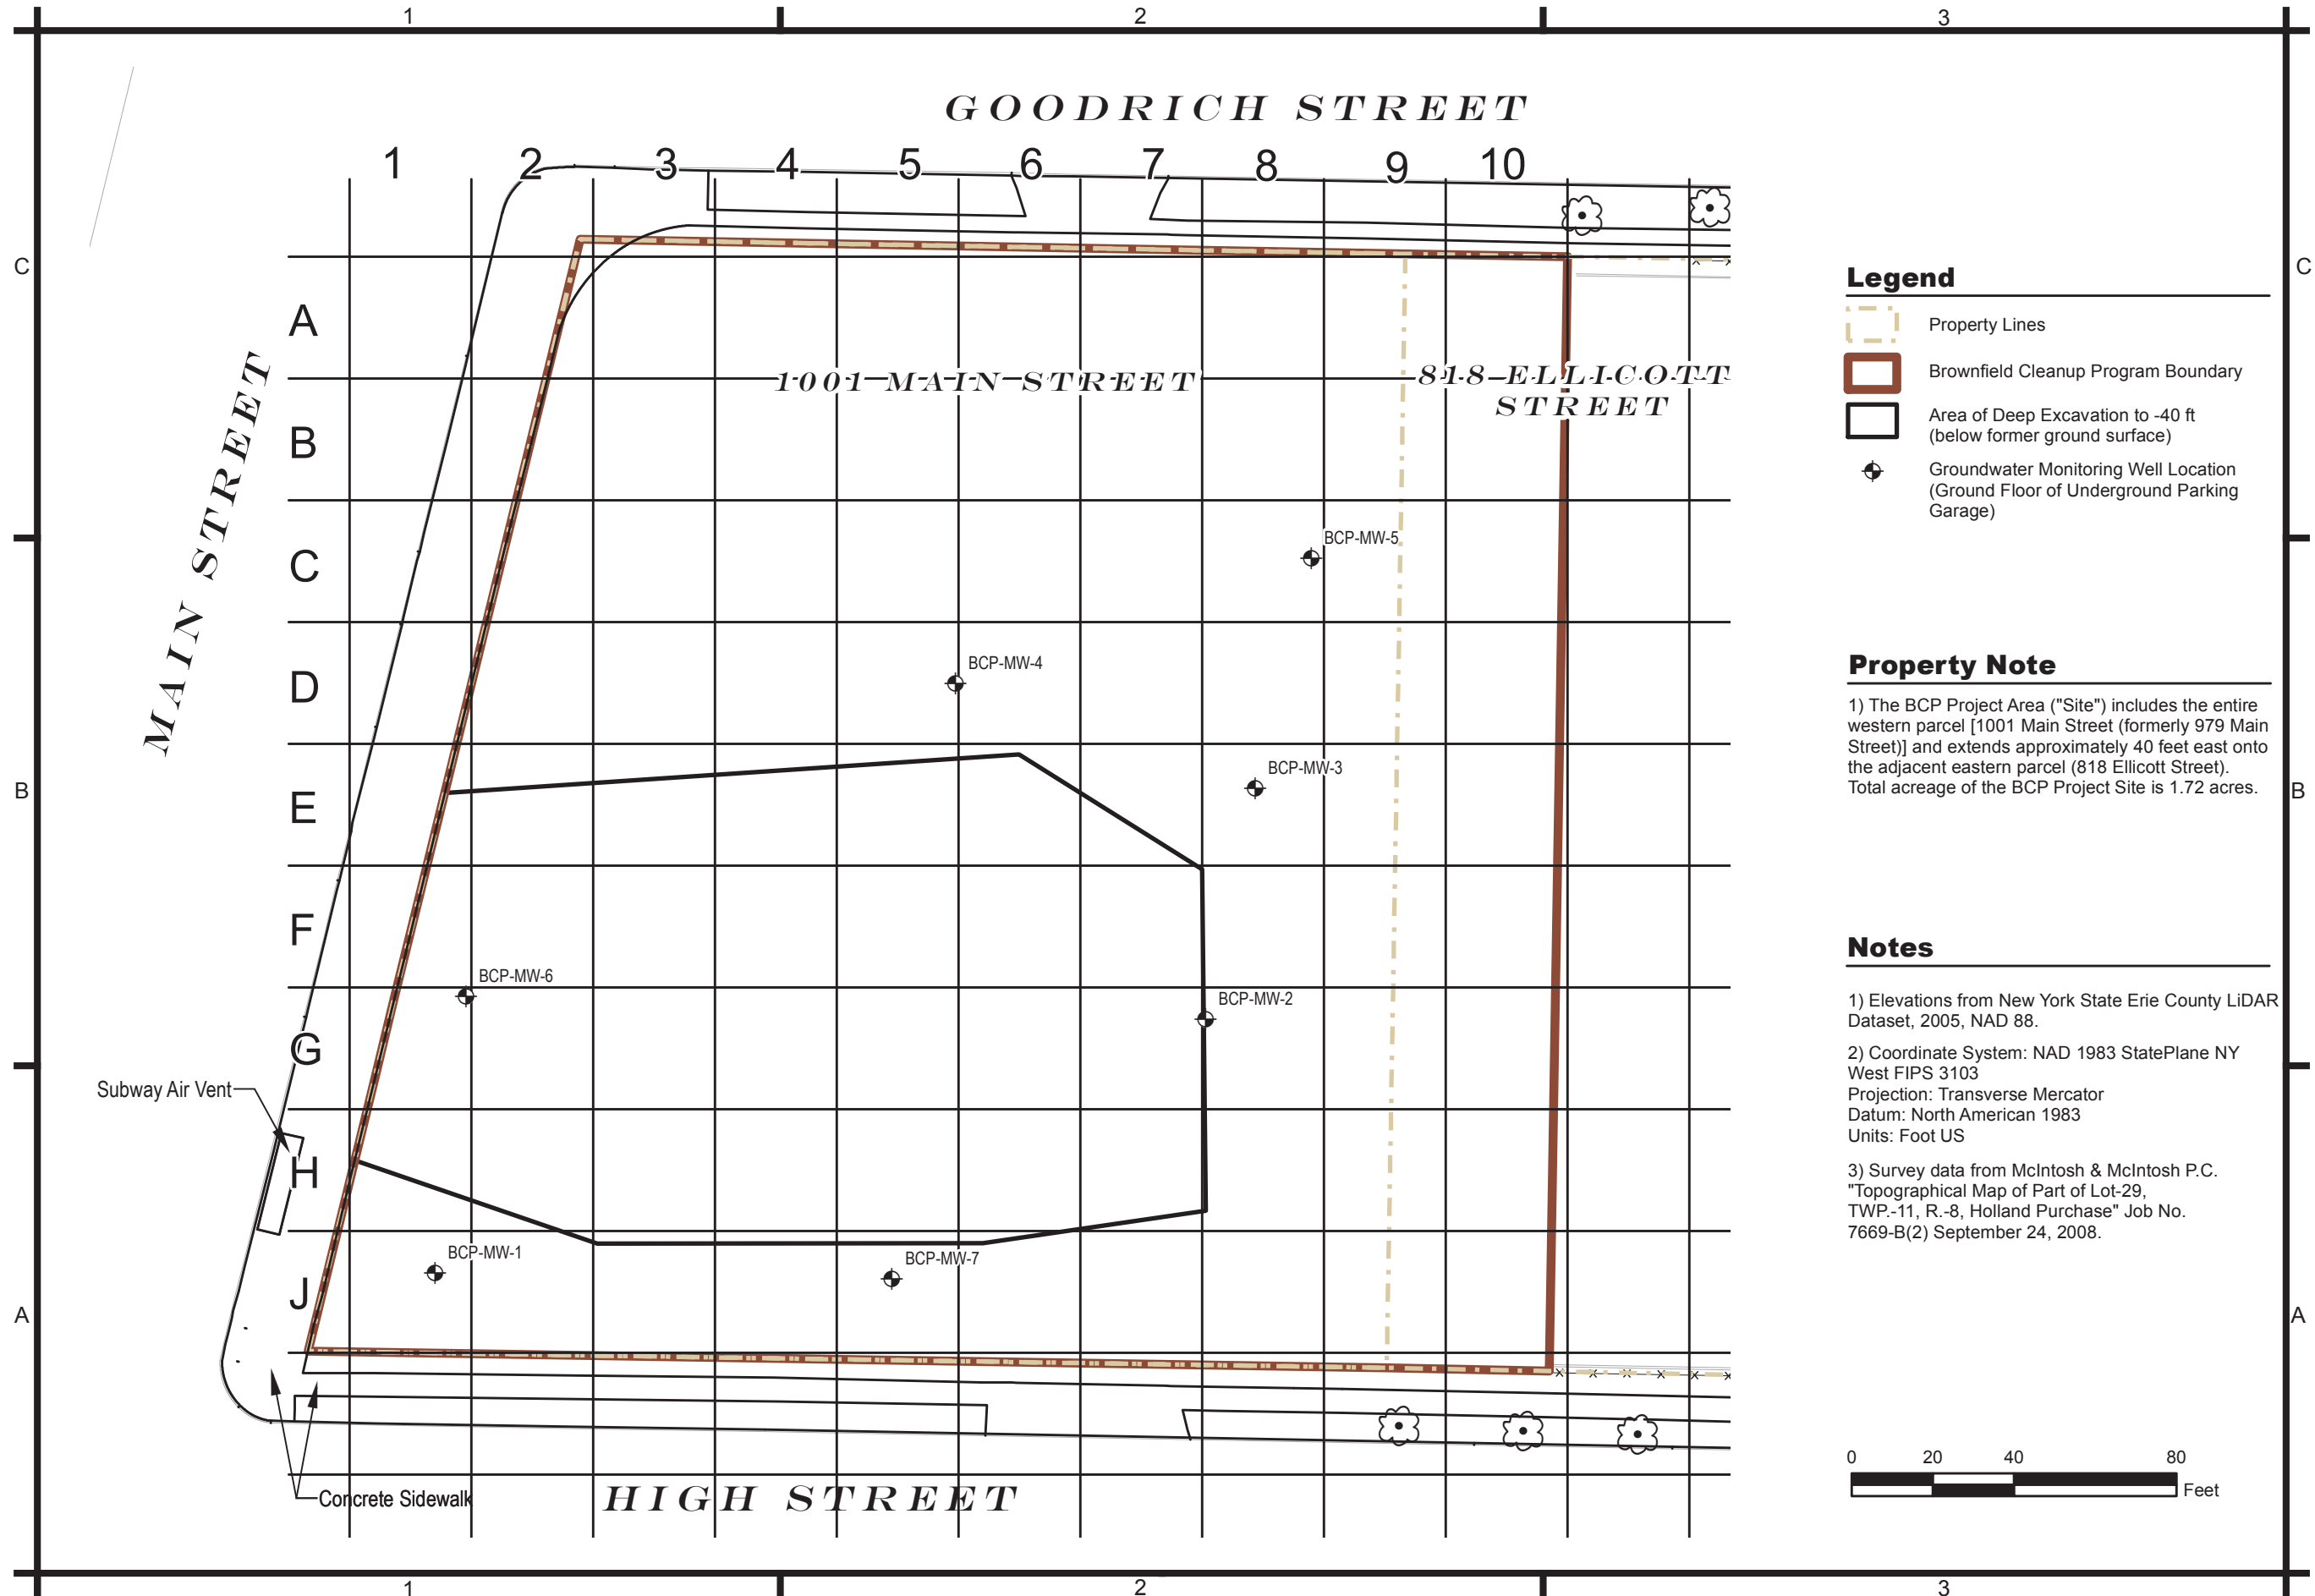 1 2 3
GOODRICH STREET
1 2 3 4 5 6 7 8 9 10
C C
A
B
C
D
E
F
G
H
J
MAIN STREET
1001 MAIN STREET
818 ELLICOTT
STREET
BCP-MW-5
BCP-MW-4
BCP-MW-3
BCP-MW-6
BCP-MW-2
BCP-MW-1
BCP-MW-7
B B
Subway Air Vent
A A
Concrete Sidewalk
HIGH STREET
Legend
Property Lines
Brownfield Cleanup Program Boundary
Area of Deep Excavation to -40 ft
(below former ground surface)
Groundwater Monitoring Well Location
(Ground Floor of Underground Parking
Garage)
Property Note
1) The BCP Project Area ("Site") includes the entire
western parcel [1001 Main Street (formerly 979 Main
Street)] and extends approximately 40 feet east onto
the adjacent eastern parcel (818 Ellicott Street).
Total acreage of the BCP Project Site is 1.72 acres.
Notes
1) Elevations from New York State Erie County LiDAR
Dataset, 2005, NAD 88.
2) Coordinate System: NAD 1983 StatePlane NY
West FIPS 3103
Projection: Transverse Mercator
Datum: North American 1983
Units: Foot US
3) Survey data from McIntosh & McIntosh P.C.
"Topographical Map of Part of Lot-29,
TWP.-11, R.-8, Holland Purchase" Job No.
7669-B(2) September 24, 2008.
0 20 40 80
Feet
1 2 3